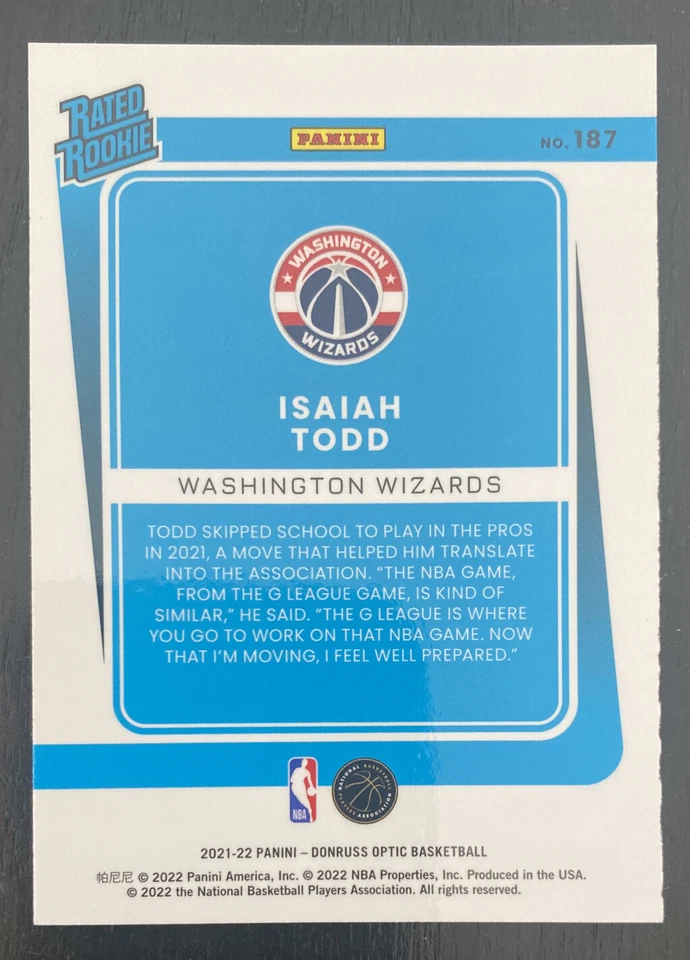 RATED
ROOKIE
PANINI
NO. 187
WASHINGTON
WIZARDS
ISAIAH
TODD
WASHINGTON WIZARDS
TODD SKIPPED SCHOOL TO PLAY IN THE PROS
IN 2021, A MOVE THAT HELPED HIM TRANSLATE
INTO THE ASSOCIATION. “THE NBA GAME,
FROM THE G LEAGUE GAME, IS KIND OF
SIMILAR,” HE SAID. “THE G LEAGUE IS WHERE
YOU GO TO WORK ON THAT NBA GAME. NOW
THAT I’M MOVING, I FEEL WELL PREPARED.”
NBA
NATIONAL BASKETBALL
PLAYERS ASSOCIATION
2021-22 PANINI – DONRUSS OPTIC BASKETBALL
帕尼尼 © 2022 Panini America, Inc. © 2022 NBA Properties, Inc. Produced in the USA.
© 2022 the National Basketball Players Association. All rights reserved.